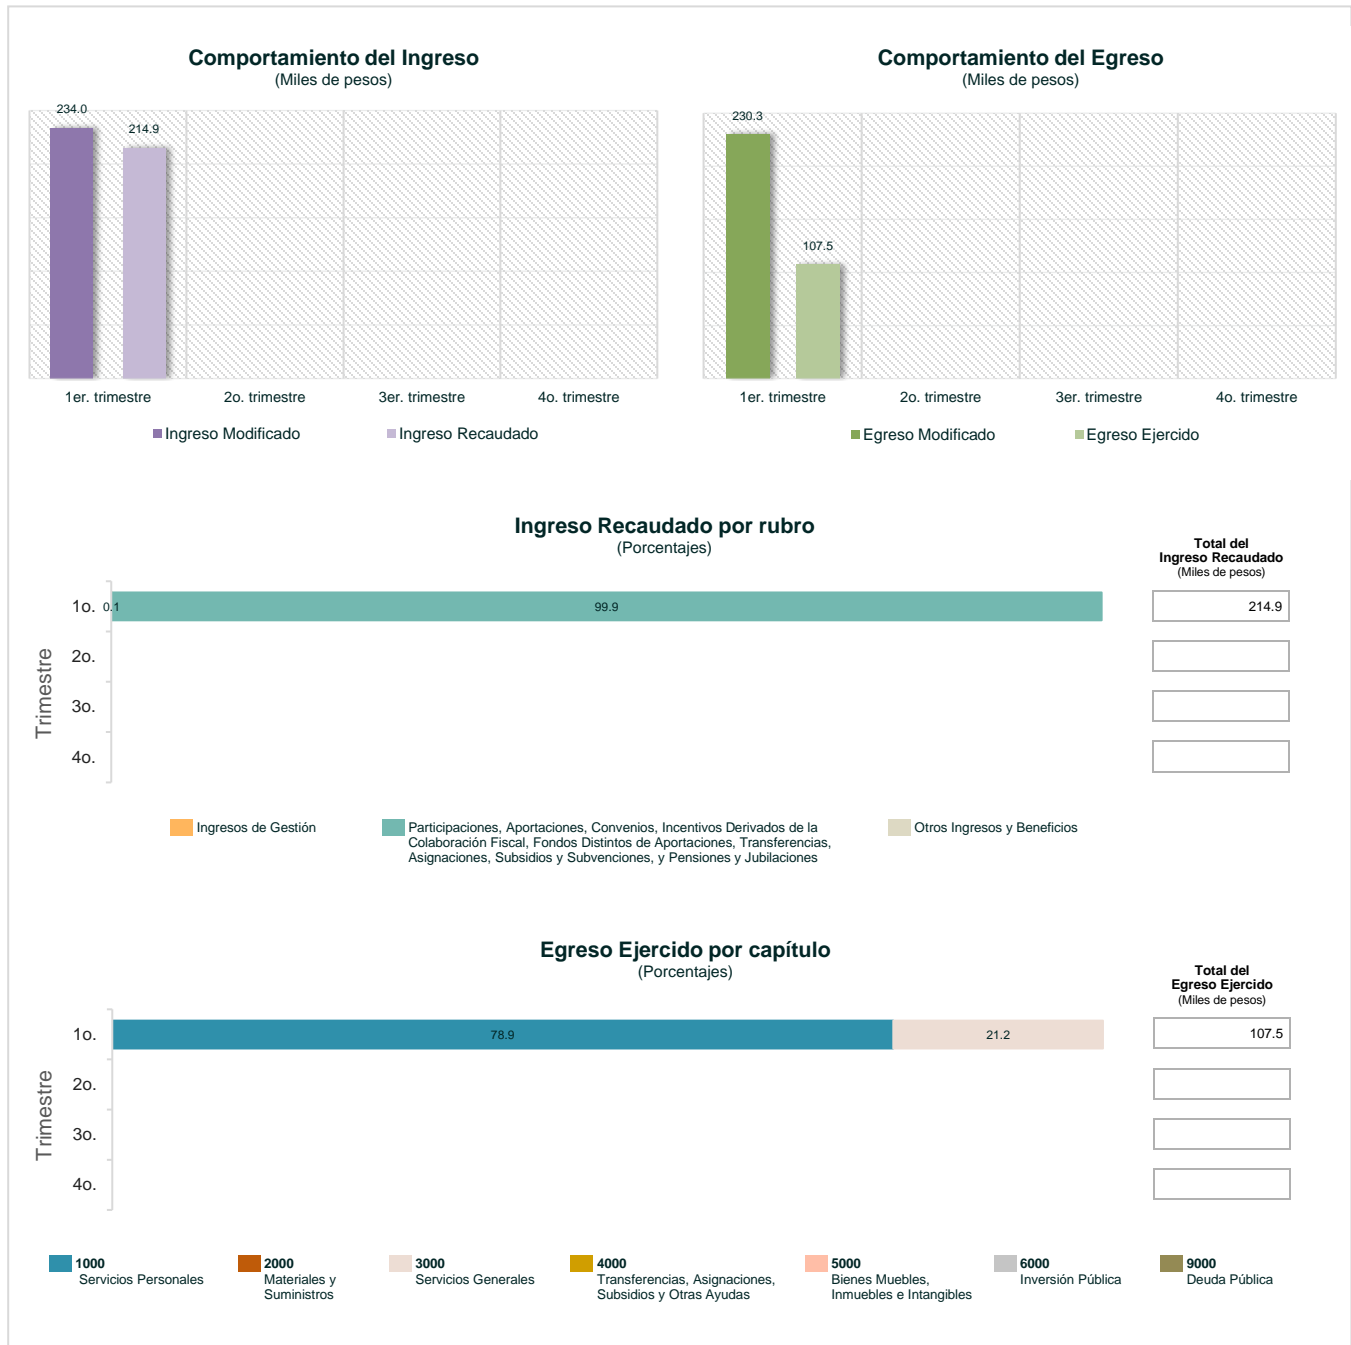 Comportamiento del Ingreso
(Miles de pesos)
234.0
214.9
1er. trimestre
2o. trimestre
3er. trimestre
4o. trimestre
Ingreso Modificado
Ingreso Recaudado
Comportamiento del Egreso
(Miles de pesos)
230.3
107.5
1er. trimestre
2o. trimestre
3er. trimestre
4o. trimestre
Egreso Modificado
Egreso Ejercido
Ingreso Recaudado por rubro
(Porcentajes)
Total del
Ingreso Recaudado
(Miles de pesos)
Trimestre
1o.
0.1
99.9
214.9
2o.
3o.
4o.
Ingresos de Gestión
Participaciones, Aportaciones, Convenios, Incentivos Derivados de la
Colaboración Fiscal, Fondos Distintos de Aportaciones, Transferencias,
Asignaciones, Subsidios y Subvenciones, y Pensiones y Jubilaciones
Otros Ingresos y Beneficios
Egreso Ejercido por capítulo
(Porcentajes)
Total del
Egreso Ejercido
(Miles de pesos)
Trimestre
1o.
78.9
21.2
107.5
2o.
3o.
4o.
1000
Servicios Personales
2000
Materiales y
Suministros
3000
Servicios Generales
4000
Transferencias, Asignaciones,
Subsidios y Otras Ayudas
5000
Bienes Muebles,
Inmuebles e Intangibles
6000
Inversión Pública
9000
Deuda Pública